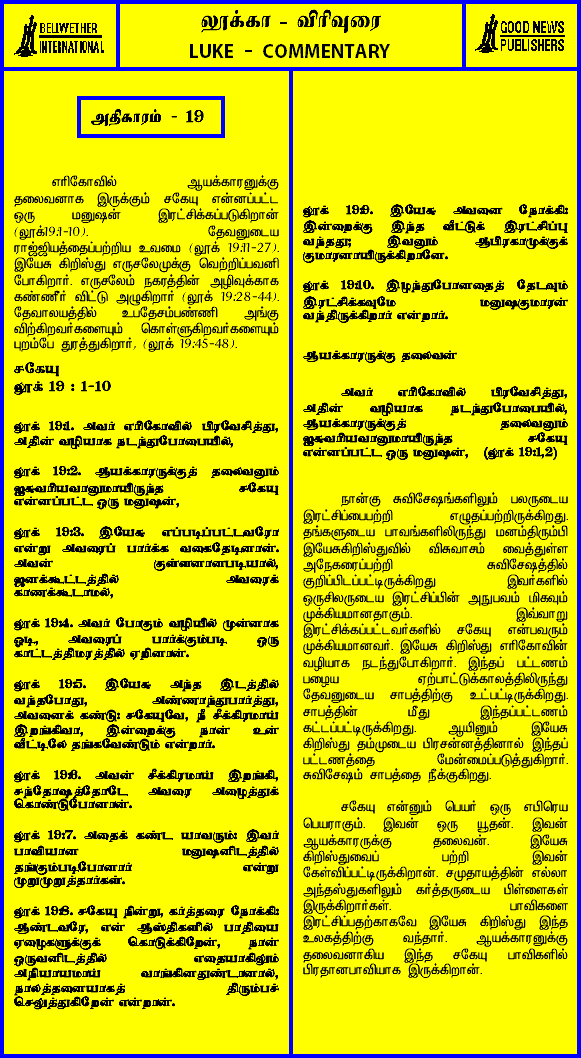 BELWETHER
INTERNATIONAL
லூக்கா - விரிவுரை
LUKE - COMMENTARY
GOOD NEWS
PUBLISHERS
அதிகாரம் - 19
எரிகோவில் ஆயக்காரனுக்கு
தலைவனாக இருக்கும் சகேயு என்னப்பட்ட
ஒரு மனுஷன் இரட்சிக்கப்படுகிறான்
(லூக்19:1-10). தேவனுடைய
ராஜ்ஜியத்தைப்பற்றிய உவமை (லூக் 19:11-27).
இயேசு கிறிஸ்து எருசலேமுக்கு வெற்றிப்பவனி
போகிறார். எருசலேம் நகரத்தின் அழிவுக்காக
கண்ணீர் விட்டு அழுகிறார் (லூக் 19:28-44).
தேவாலயத்தில் உபதேசம்பண்ணி அங்கு
விற்கிறவர்களையும் கொள்ளுகிறவர்களையும்
புறம்பே துரத்துகிறார், (லூக் 19:45-48).
சகேயு
லூக் 19 : 1-10
லூக் 19:1. அவர் எரிகோவில் பிரவேசித்து,
அதின் வழியாக நடந்துபோகையில்,
லூக் 19:2. ஆயக்காரருக்குத் தலைவனும்
ஐசுவரியவானுமாயிருந்த சகேயு
என்னப்பட்ட ஒரு மனுஷன்,
லூக் 19:3. இயேசு எப்படிப்பட்டவரோ
என்று அவரைப் பார்க்க வகைதேடினான்.
அவன் குள்ளனானபடியால்,
ஜனக்கூட்டத்தில் அவரைக்
காணக்கூடாமல்,
லூக் 19:4. அவர் போகும் வழியில் முன்னாக
ஓடி, அவரைப் பார்க்கும்படி ஒரு
காட்டத்திமரத்தில் ஏறினான்.
லூக் 19:5. இயேசு அந்த இடத்தில்
வந்தபோது, அண்ணாந்துபார்த்து,
அவனைக் கண்டு: சகேயுவே, நீ சீக்கிரமாய்
இறங்கிவா, இன்றைக்கு நான் உன்
வீட்டிலே தங்கவேண்டும் என்றார்.
லூக் 19:6. அவன் சீக்கிரமாய் இறங்கி,
சந்தோஷத்தோடே அவரை அழைத்துக்
கொண்டுபோனான்.
லூக் 19:7. அதைக் கண்ட யாவரும்: இவர்
பாவியான மனுஷனிடத்தில்
தங்கும்படிபோனார் என்று
முறுமுறுத்தார்கள்.
லூக் 19:8. சகேயு நின்று, கர்த்தரை நோக்கி:
ஆண்டவரே, என் ஆஸ்திகளில் பாதியை
ஏழைகளுக்குக் கொடுக்கிறேன், நான்
ஒருவனிடத்தில் எதையாகிலும்
அநியாயமாய் வாங்கினதுண்டானால்,
நாலத்தனையாகத் திரும்பச்
செலுத்துகிறேன் என்றான்.
லூக் 19:9. இயேசு அவனை நோக்கி:
இன்றைக்கு இந்த வீட்டுக் இரட்சிப்பு
வந்தது; இவனும் ஆபிரகாமுக்குக்
குமாரனாயிருக்கிறானே.
லூக் 19:10. இழந்துபோனதைத் தேடவும்
இரட்சிக்கவுமே மனுஷகுமாரன்
வந்திருக்கிறார் என்றார்.
ஆயக்காரருக்கு தலைவன்
அவர் எரிகோவில் பிரவேசித்து,
அதின் வழியாக நடந்துபோகையில்,
ஆயக்காரருக்குத் தலைவனும்
ஐசுவரியவானுமாயிருந்த சகேயு
என்னப்பட்ட ஒரு மனுஷன், (லூக் 19:1,2)
நான்கு சுவிசேஷங்களிலும் பலருடைய
இரட்சிப்பைபற்றி எழுதப்பற்றிருக்கிறது.
தங்களுடைய பாவங்களிலிருந்து மனம்திரும்பி
இயேசுகிறிஸ்துவில் விசுவாசம் வைத்துள்ள
அநேகரைப்பற்றி சுவிசேஷத்தில்
குறிப்பிடப்பட்டிருக்கிறது இவர்களில்
ஒருசிலருடைய இரட்சிப்பின் அநுபவம் மிகவும்
முக்கியமானதாகும். இவ்வாறு
இரட்சிக்கப்பட்டவர்களில் சகேயு என்பவரும்
முக்கியமானவர். இயேசு கிறிஸ்து எரிகோவின்
வழியாக நடந்துபோகிறார். இந்தப் பட்டணம்
பழைய ஏற்பாட்டுக்காலத்திலிருந்து
தேவனுடைய சாபத்திற்கு உட்பட்டிருக்கிறது.
சாபத்தின் மீது இந்தப்பட்டணம்
கட்டப்பட்டிருக்கிறது. ஆயினும் இயேசு
கிறிஸ்து தம்முடைய பிரசன்னத்தினால் இந்தப்
பட்டணத்தை மேன்மைப்படுத்துகிறார்.
சுவிசேஷம் சாபத்தை நீக்குகிறது.
சகேயு என்னும் பெயர் ஒரு எபிரெய
பெயராகும். இவன் ஒரு யூதன். இவன்
ஆயக்காரருக்கு தலைவன். இயேசு
கிறிஸ்துவைப் பற்றி இவன்
கேள்விப்பட்டிருக்கிறான். சமுதாயத்தின் எல்லா
அந்தஸ்துகளிலும் கர்த்தருடைய பிள்ளைகள்
இருக்கிறார்கள். பாவிகளை
இரட்சிப்பதற்காகவே இயேசு கிறிஸ்து இந்த
உலகத்திற்கு வந்தார். ஆயக்காரனுக்கு
தலைவனாகிய இந்த சகேயு பாவிகளில்
பிரதானபாவியாக இருக்கிறான்.